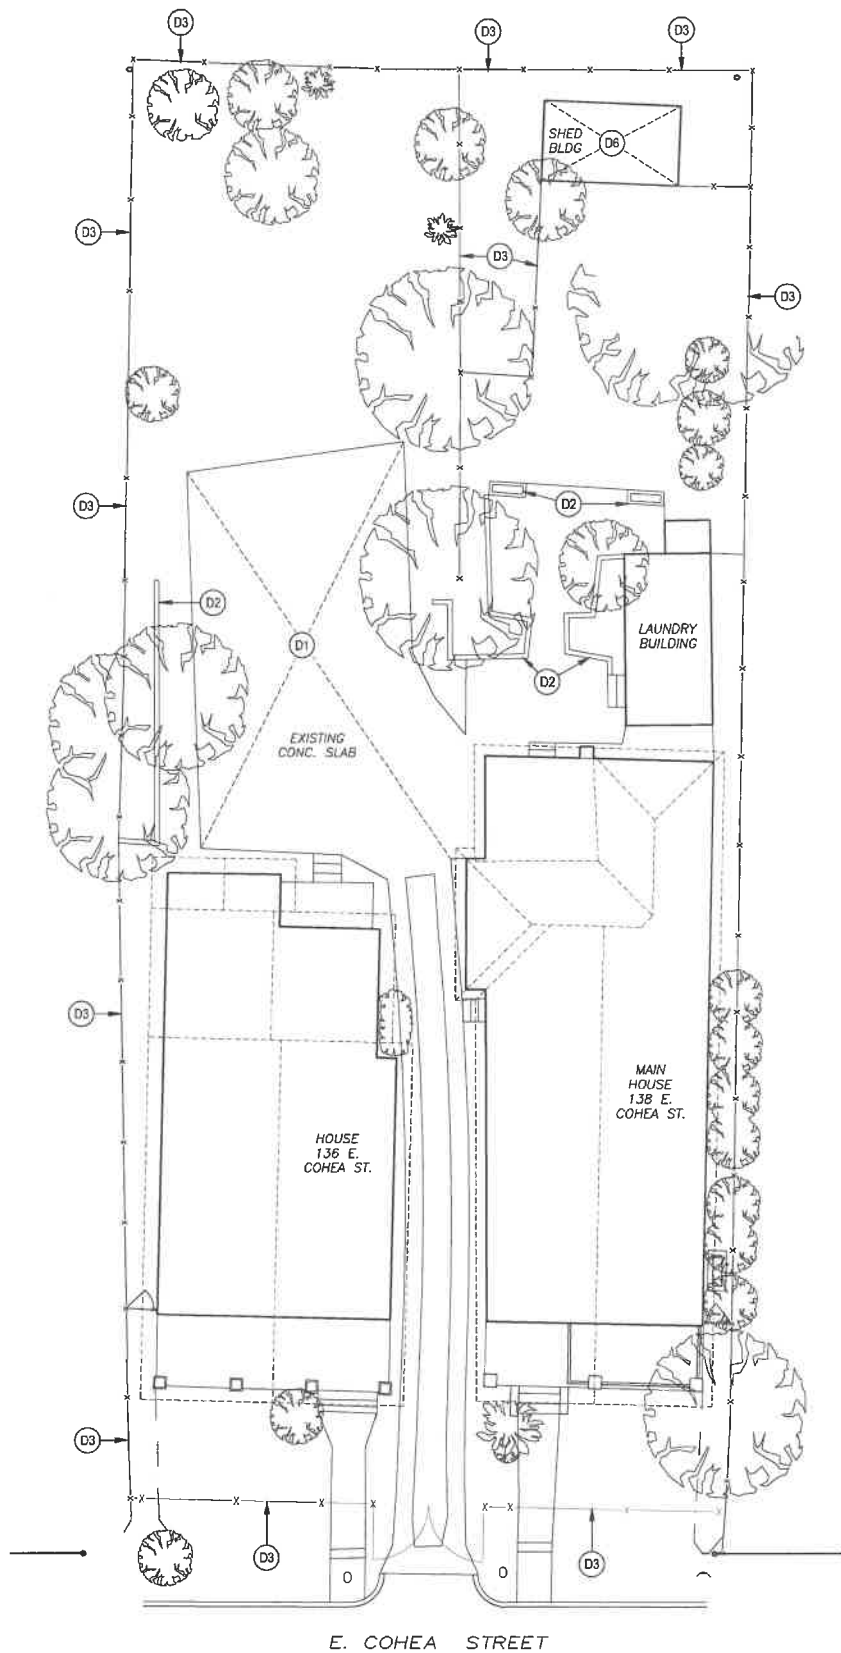 D3
D3
D3
SHED
BLDG
D6
D3
D3
D3
D3
D2
D2
D1
LAUNDRY
BUILDING
D2
EXISTING
CONC. SLAB
D3
MAIN
HOUSE
138 E.
COHEA ST.
HOUSE
136 E.
COHEA ST.
D3
D3
D3
E. COHEA STREET